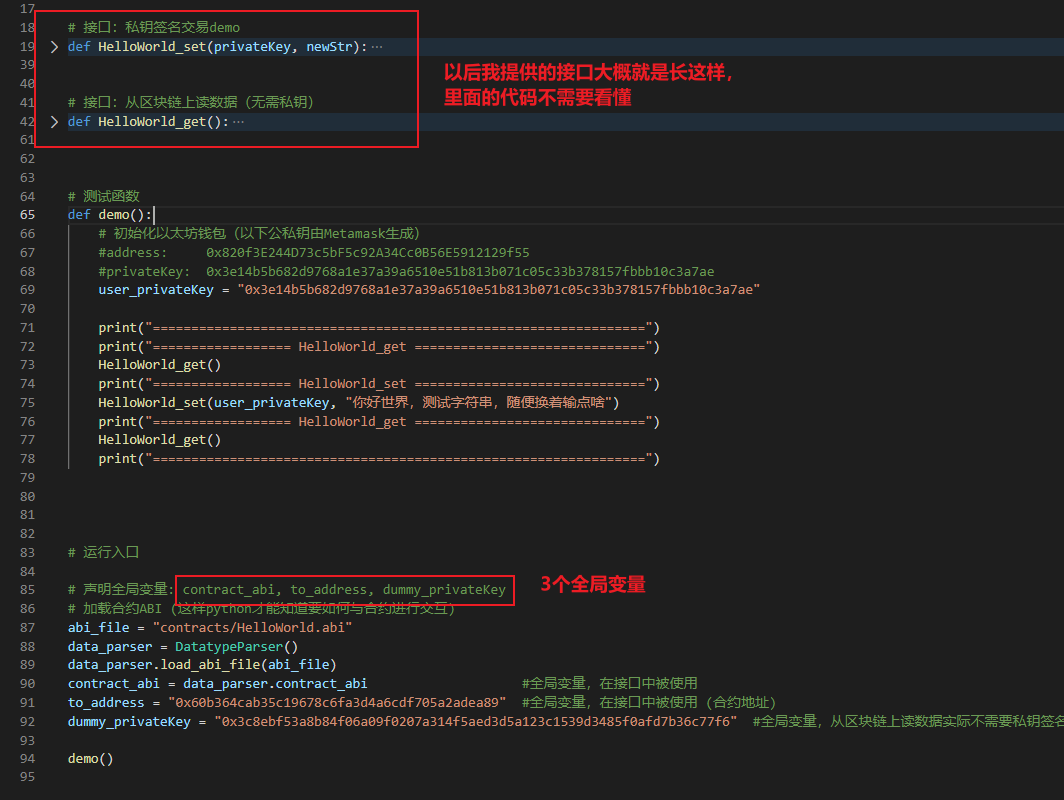 17
18 # 接口：私钥签名交易demo
19 def HelloWorld_set(privateKey, newStr):…
39
以后我提供的接口大概就是长这样，
40
里面的代码不需要看懂
41 # 接口：从区块链上读数据（无需私钥）
42 def HelloWorld_get():…
61
62
63
64 # 测试函数
65 def demo():
66 # 初始化以太坊钱包（以下公私钥由Metamask生成）
67 #address: 0x820f3E244D73c5bF5c92A34Cc0B56E5912129f55
68 #privateKey: 0x3e14b5b682d9768a1e37a39a6510e51b813b071c05c33b378157fbbb10c3a7ae
69 user_privateKey = "0x3e14b5b682d9768a1e37a39a6510e51b813b071c05c33b378157fbbb10c3a7ae"
70
71 print("================================================================")
72 print("================== HelloWorld_get ==============================")
73 HelloWorld_get()
74 print("================== HelloWorld_set ==============================")
75 HelloWorld_set(user_privateKey, "你好世界，测试字符串，随便换着输点啥")
76 print("================== HelloWorld_get ==============================")
77 HelloWorld_get()
78 print("================================================================")
79
80
81
82
83 # 运行入口
84
85 # 声明全局变量：contract_abi, to_address, dummy_privateKey 3个全局变量
86 # 加载合约ABI（这样python才能知道要如何与合约进行交互）
87 abi_file = "contracts/HelloWorld.abi"
88 data_parser = DatatypeParser()
89 data_parser.load_abi_file(abi_file)
90 contract_abi = data_parser.contract_abi #全局变量，在接口中被使用
91 to_address = "0x60b364cab35c19678c6fa3d4a6cdf705a2adea89" #全局变量，在接口中被使用（合约地址）
92 dummy_privateKey = "0x3c8ebf53a8b84f06a09f0207a314f5aed3d5a123c1539d3485f0afd7b36c77f6" #全局变量，从区块链上读数据实际不需要私钥签名
93
94 demo()
95